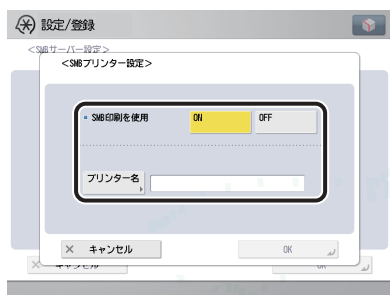 設定/登録
<SMBサーバー設定>
<SMBプリンター設定>
▪ SMB印刷を使用 ON OFF
プリンター名
× キャンセル OK
× キャンセル OK